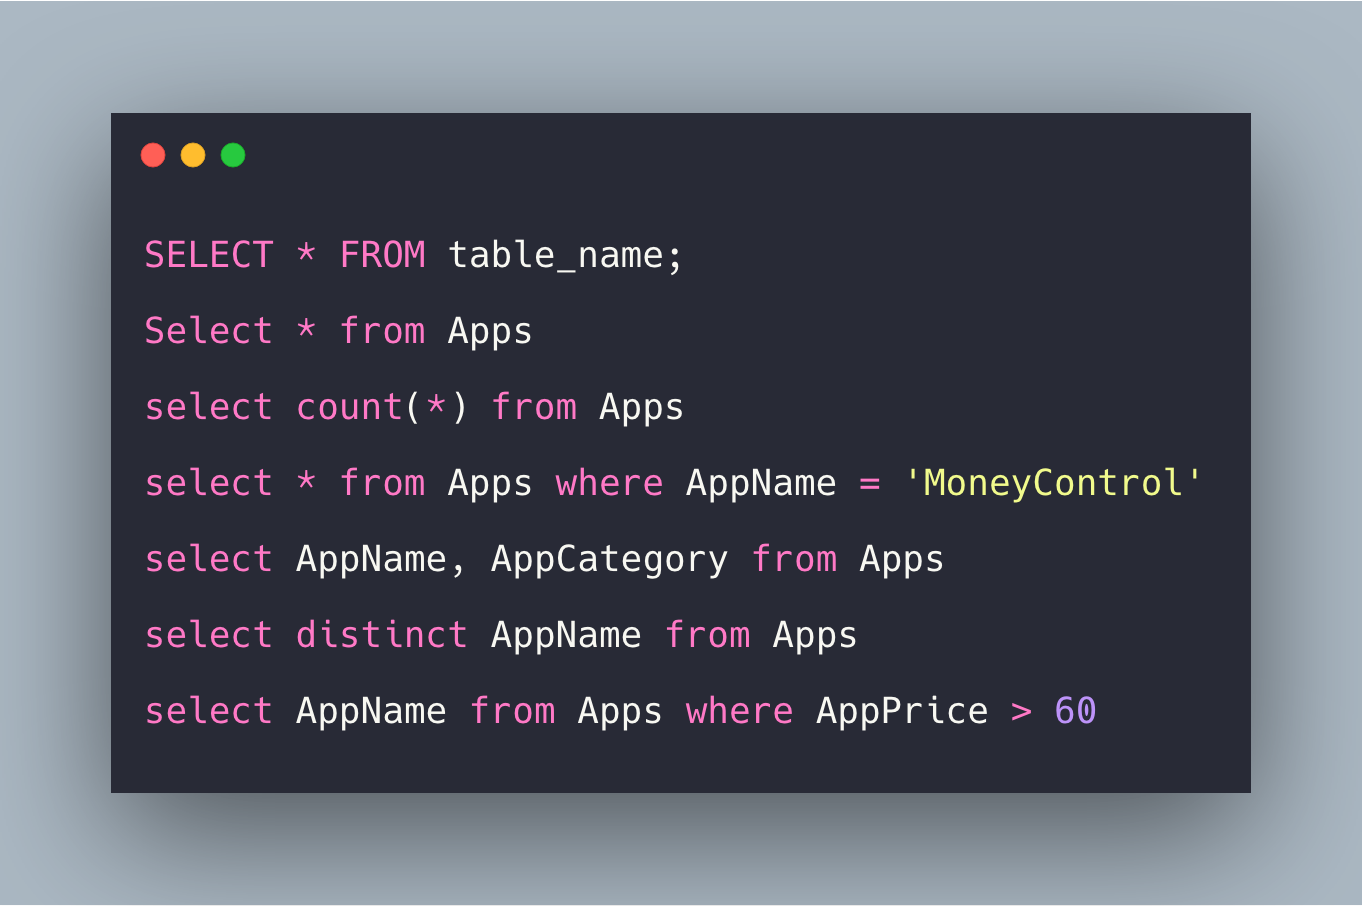 SELECT * FROM table_name;
Select * from Apps
select count(*) from Apps
select * from Apps where AppName = 'MoneyControl'
select AppName, AppCategory from Apps
select distinct AppName from Apps
select AppName from Apps where AppPrice > 60